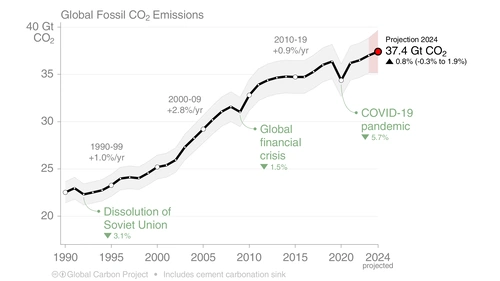 Global Fossil CO₂ Emissions
40 Gt
CO₂
35
30
25
20
1990-99
+1.0%/yr
2000-09
+2.8%/yr
2010-19
+0.9%/yr
Projection 2024
37.4 Gt CO₂
▲ 0.8% (-0.3% to 1.9%)
Dissolution of
Soviet Union
▼ 3.1%
Global
financial
crisis
▼ 1.5%
COVID-19
pandemic
▼ 5.7%
1990 1995 2000 2005 2010 2015 2020 2024
projected
Global Carbon Project • Includes cement carbonation sink